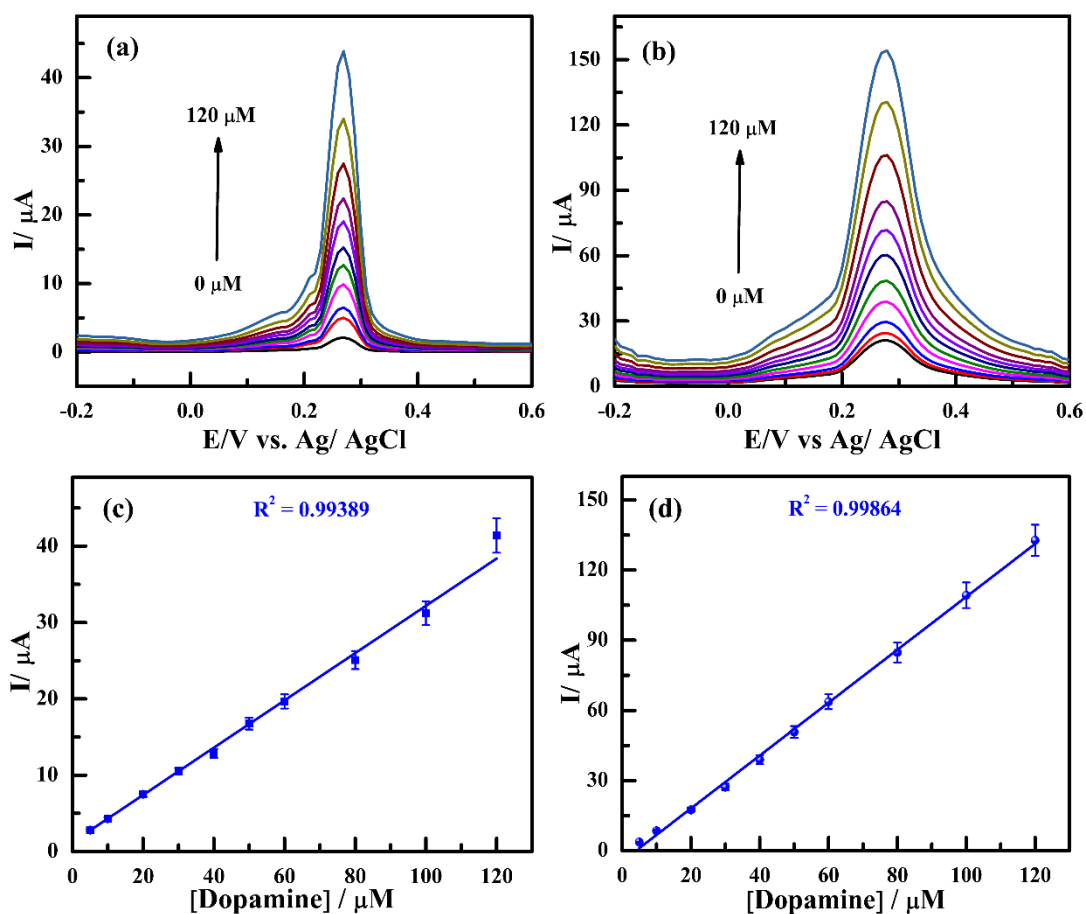 (a)
120 μM
0 μM
I/ μA
40
30
20
10
0
-0.2 0.0 0.2 0.4 0.6
E/V vs. Ag/ AgCl
(b)
120 μM
0 μM
I/ μA
150
120
90
60
30
0
-0.2 0.0 0.2 0.4 0.6
E/V vs Ag/ AgCl
(c)
R² = 0.99389
I/ μA
40
30
20
10
0
0 20 40 60 80 100 120
[Dopamine] / μM
(d)
R² = 0.99864
I/ μA
150
120
90
60
30
0
0 20 40 60 80 100 120
[Dopamine] / μM